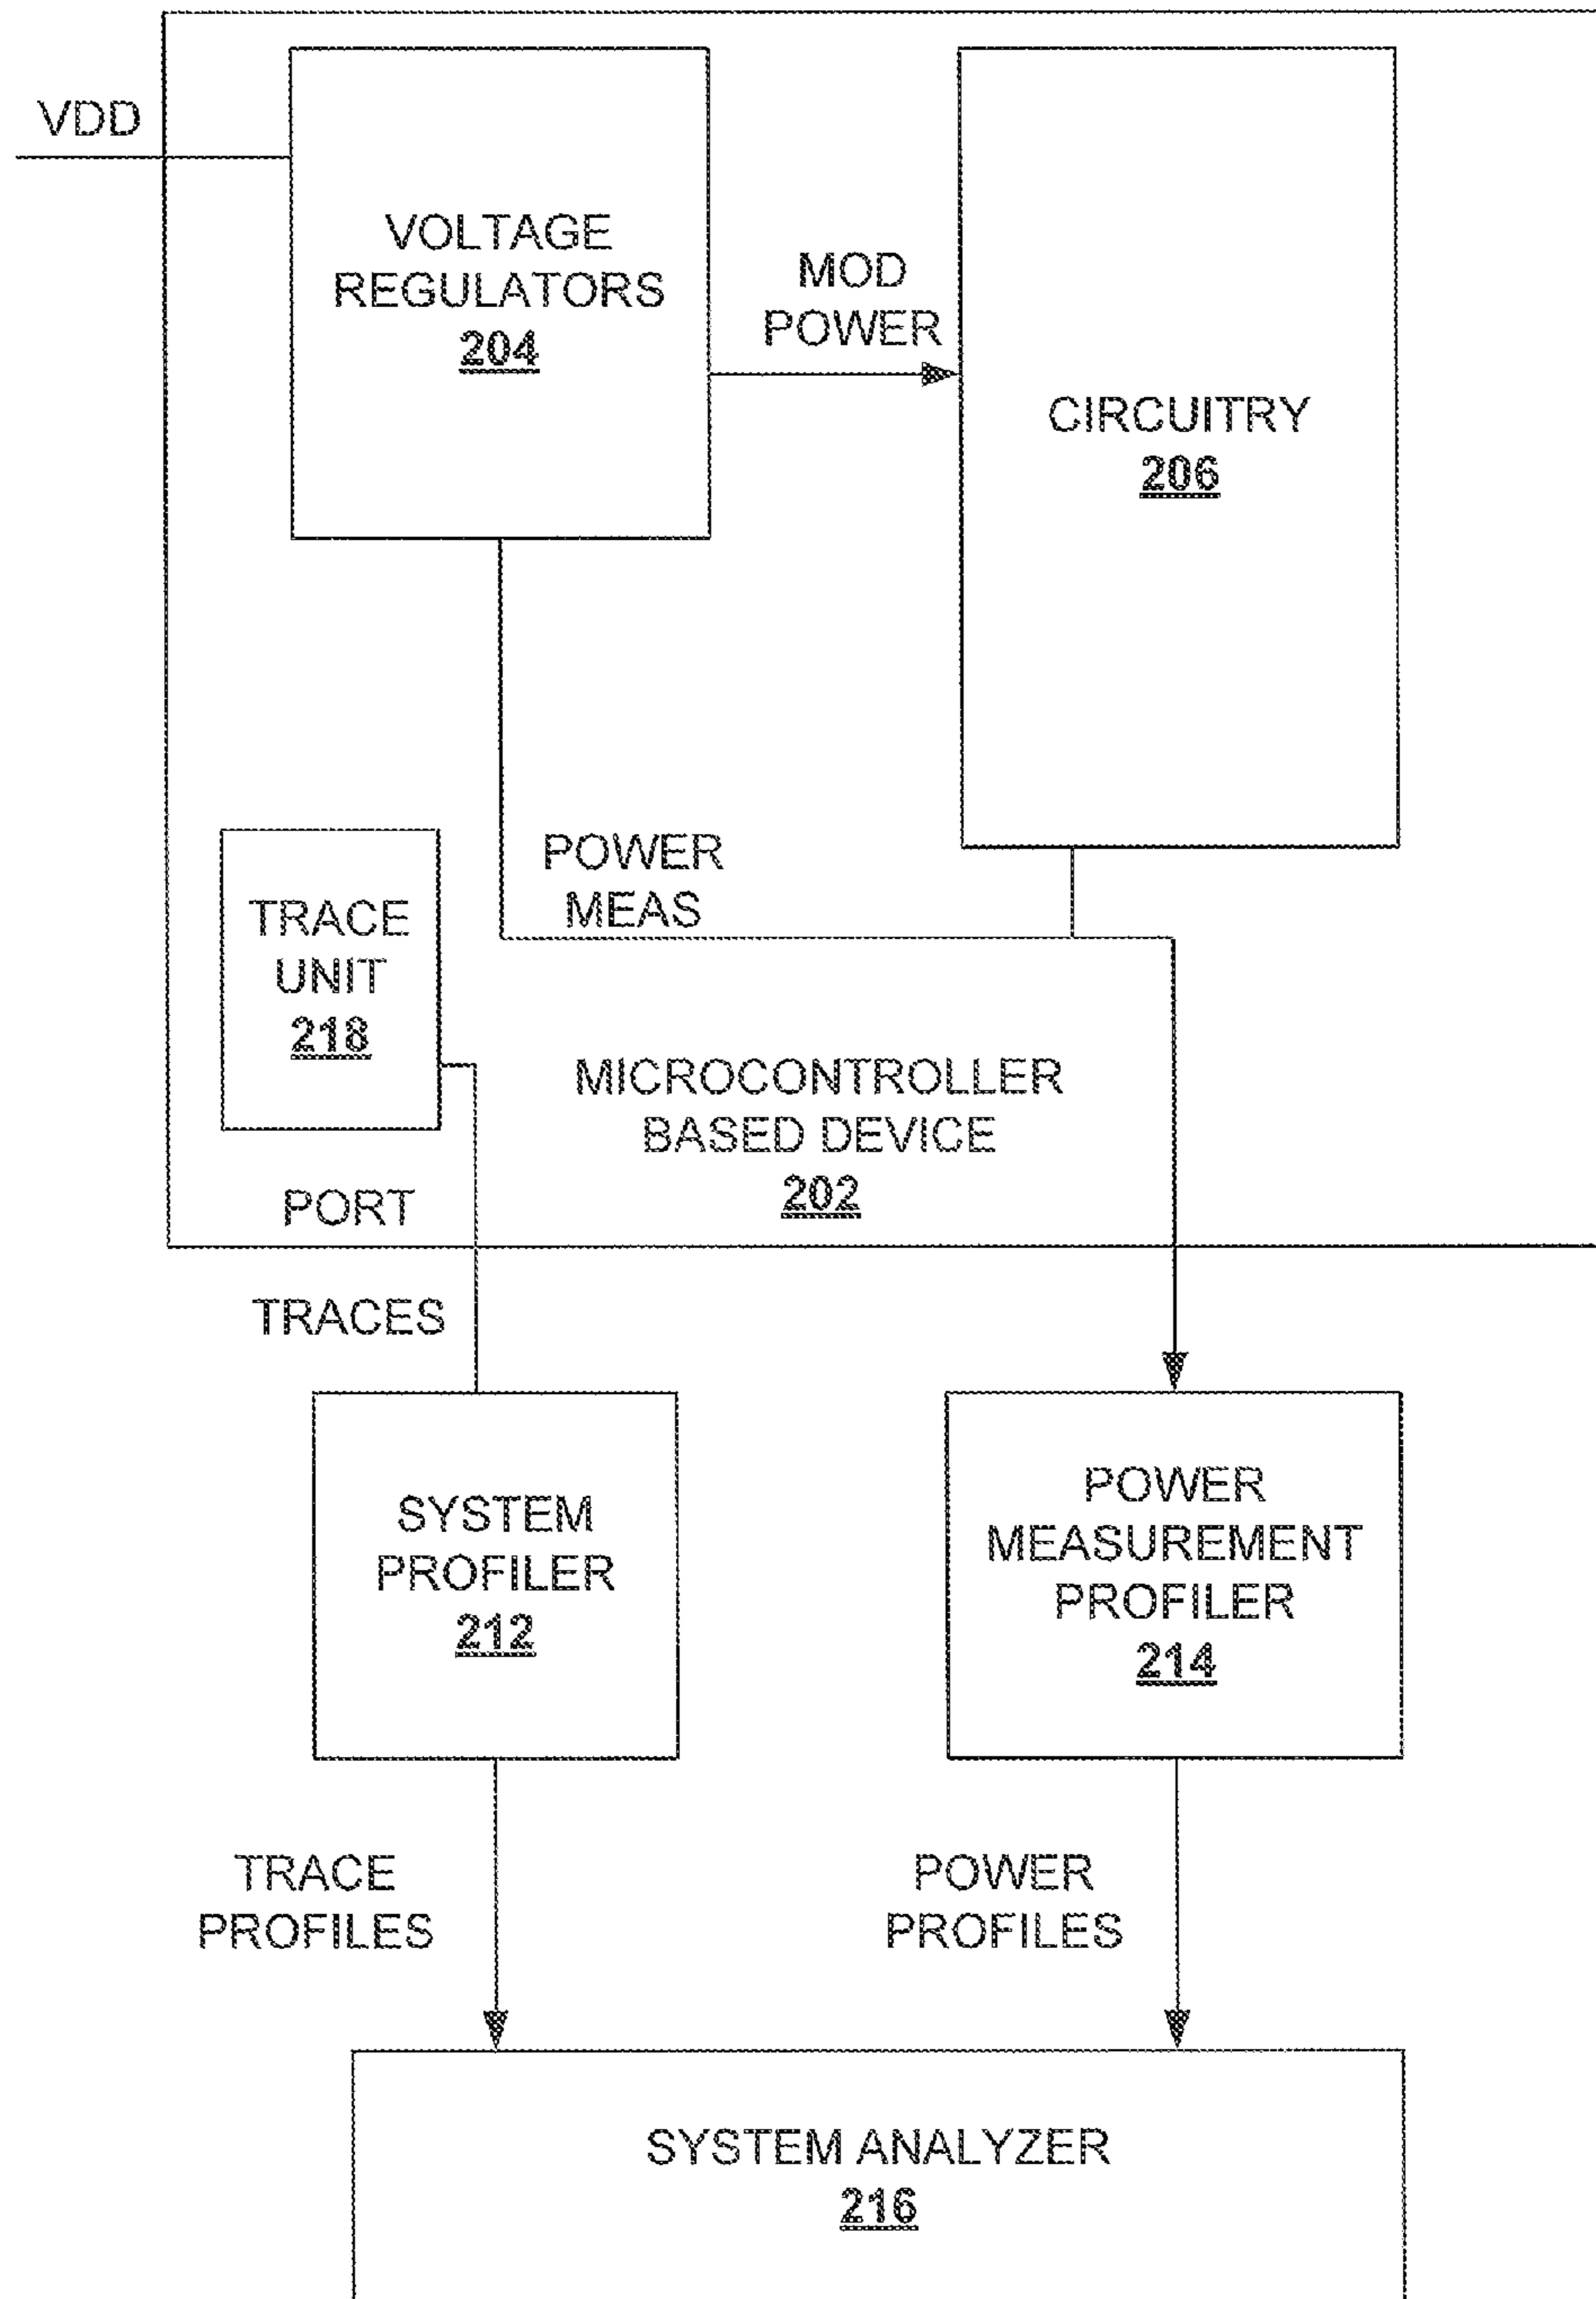 VDD
VOLTAGE
REGULATORS
204
MOD
POWER
CIRCUITRY
206
POWER
MEAS
TRACE
UNIT
218
MICROCONTROLLER
BASED DEVICE
202
PORT
TRACES
SYSTEM
PROFILER
212
POWER
MEASUREMENT
PROFILER
214
TRACE
PROFILES
POWER
PROFILES
SYSTEM ANALYZER
216